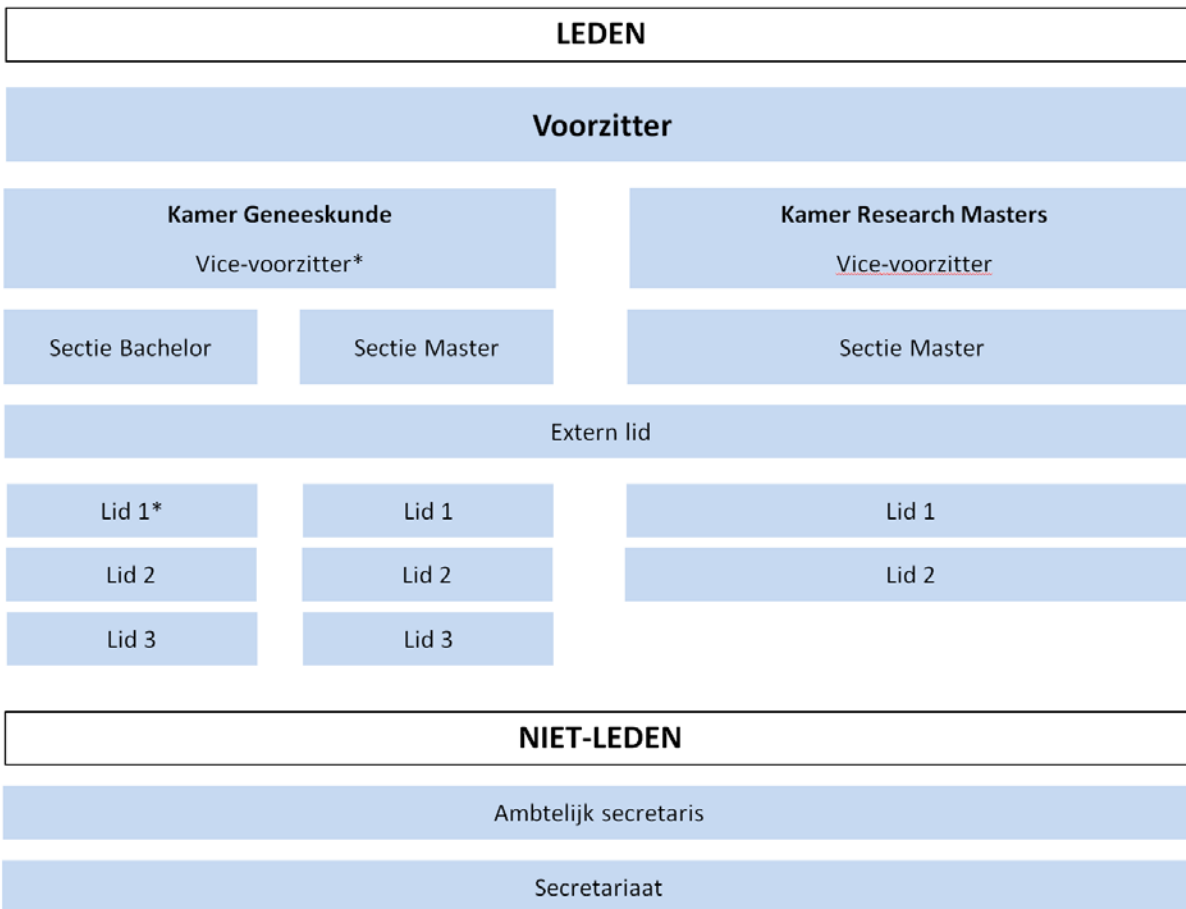 LEDEN
Voorzitter
Kamer Geneeskunde
Vice-voorzitter*
Kamer Research Masters
Vice-voorzitter
Sectie Bachelor
Sectie Master
Sectie Master
Extern lid
Lid 1*
Lid 1
Lid 1
Lid 2
Lid 2
Lid 2
Lid 3
Lid 3
NIET-LEDEN
Ambtelijk secretaris
Secretariaat